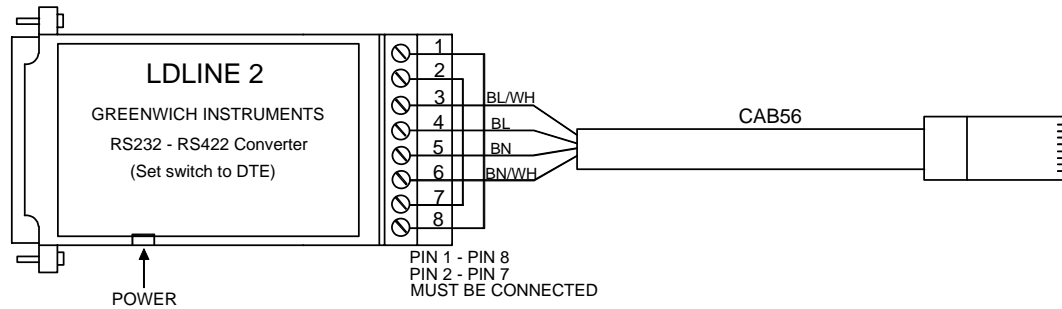 LDLINE 2
GREENWICH INSTRUMENTS
RS232 - RS422 Converter
(Set switch to DTE)
POWER
1
2
3
4
5
6
7
8
BL/WH
BL
BN
BN/WH
PIN 1 - PIN 8
PIN 2 - PIN 7
MUST BE CONNECTED
CAB56